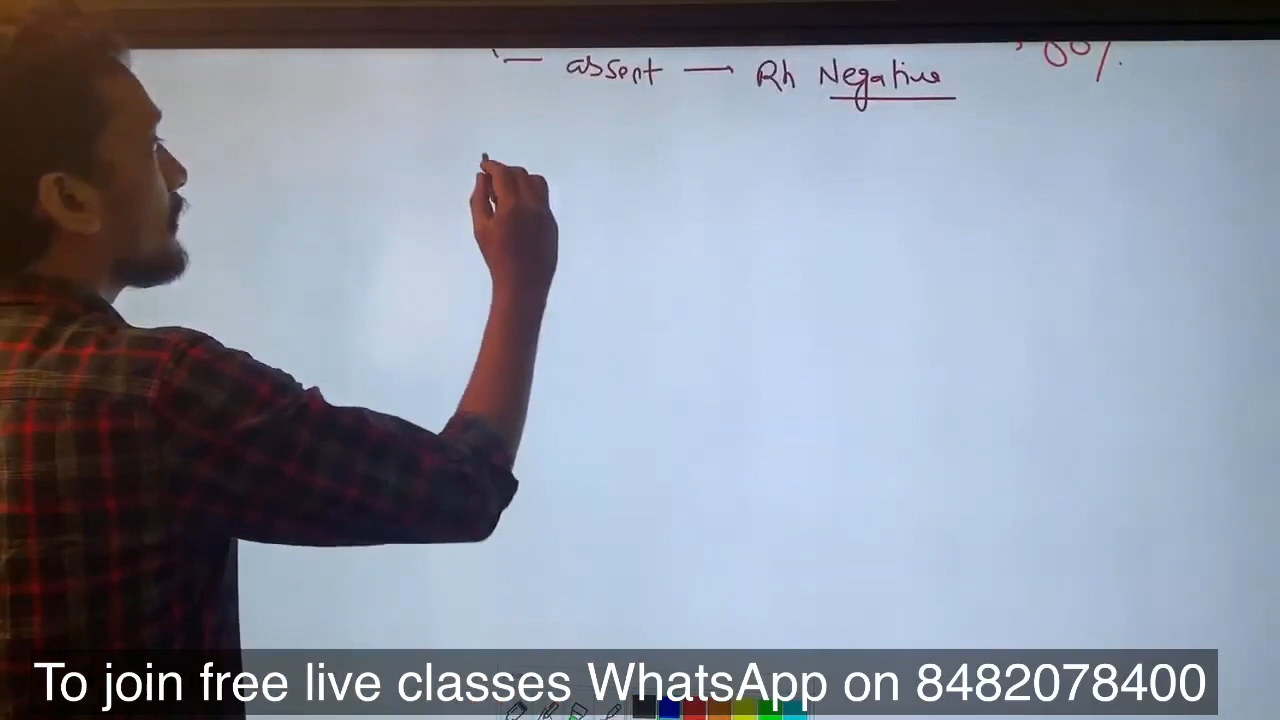 — assent → Rh Negative
To join free live classes WhatsApp on 8482078400